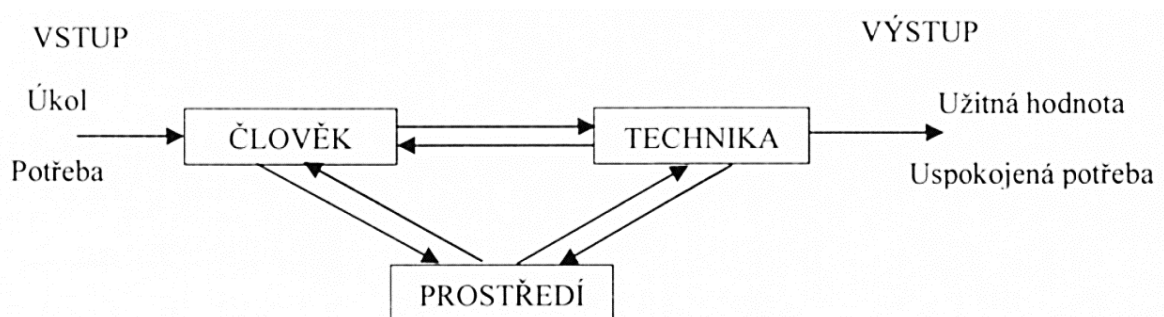 VSTUP
VÝSTUP
Úkol
Potřeba
ČLOVĚK
TECHNIKA
Užitná hodnota
Uspokojená potřeba
PROSTŘEDÍ